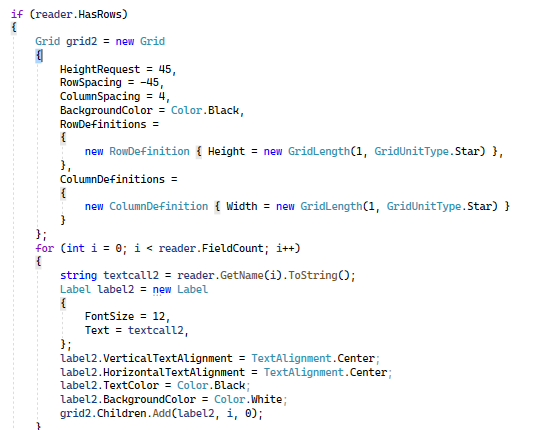 if (reader.HasRows)
{
Grid grid2 = new Grid
{
HeightRequest = 45,
RowSpacing = -45,
ColumnSpacing = 4,
BackgroundColor = Color.Black,
RowDefinitions =
{
new RowDefinition { Height = new GridLength(1, GridUnitType.Star) },
},
ColumnDefinitions =
{
new ColumnDefinition { Width = new GridLength(1, GridUnitType.Star) }
}
};
for (int i = 0; i < reader.FieldCount; i++)
{
string textcall2 = reader.GetName(i).ToString();
Label label2 = new Label
{
FontSize = 12,
Text = textcall2,
};
label2.VerticalTextAlignment = TextAlignment.Center;
label2.HorizontalTextAlignment = TextAlignment.Center;
label2.TextColor = Color.Black;
label2.BackgroundColor = Color.White;
grid2.Children.Add(label2, i, 0);
}